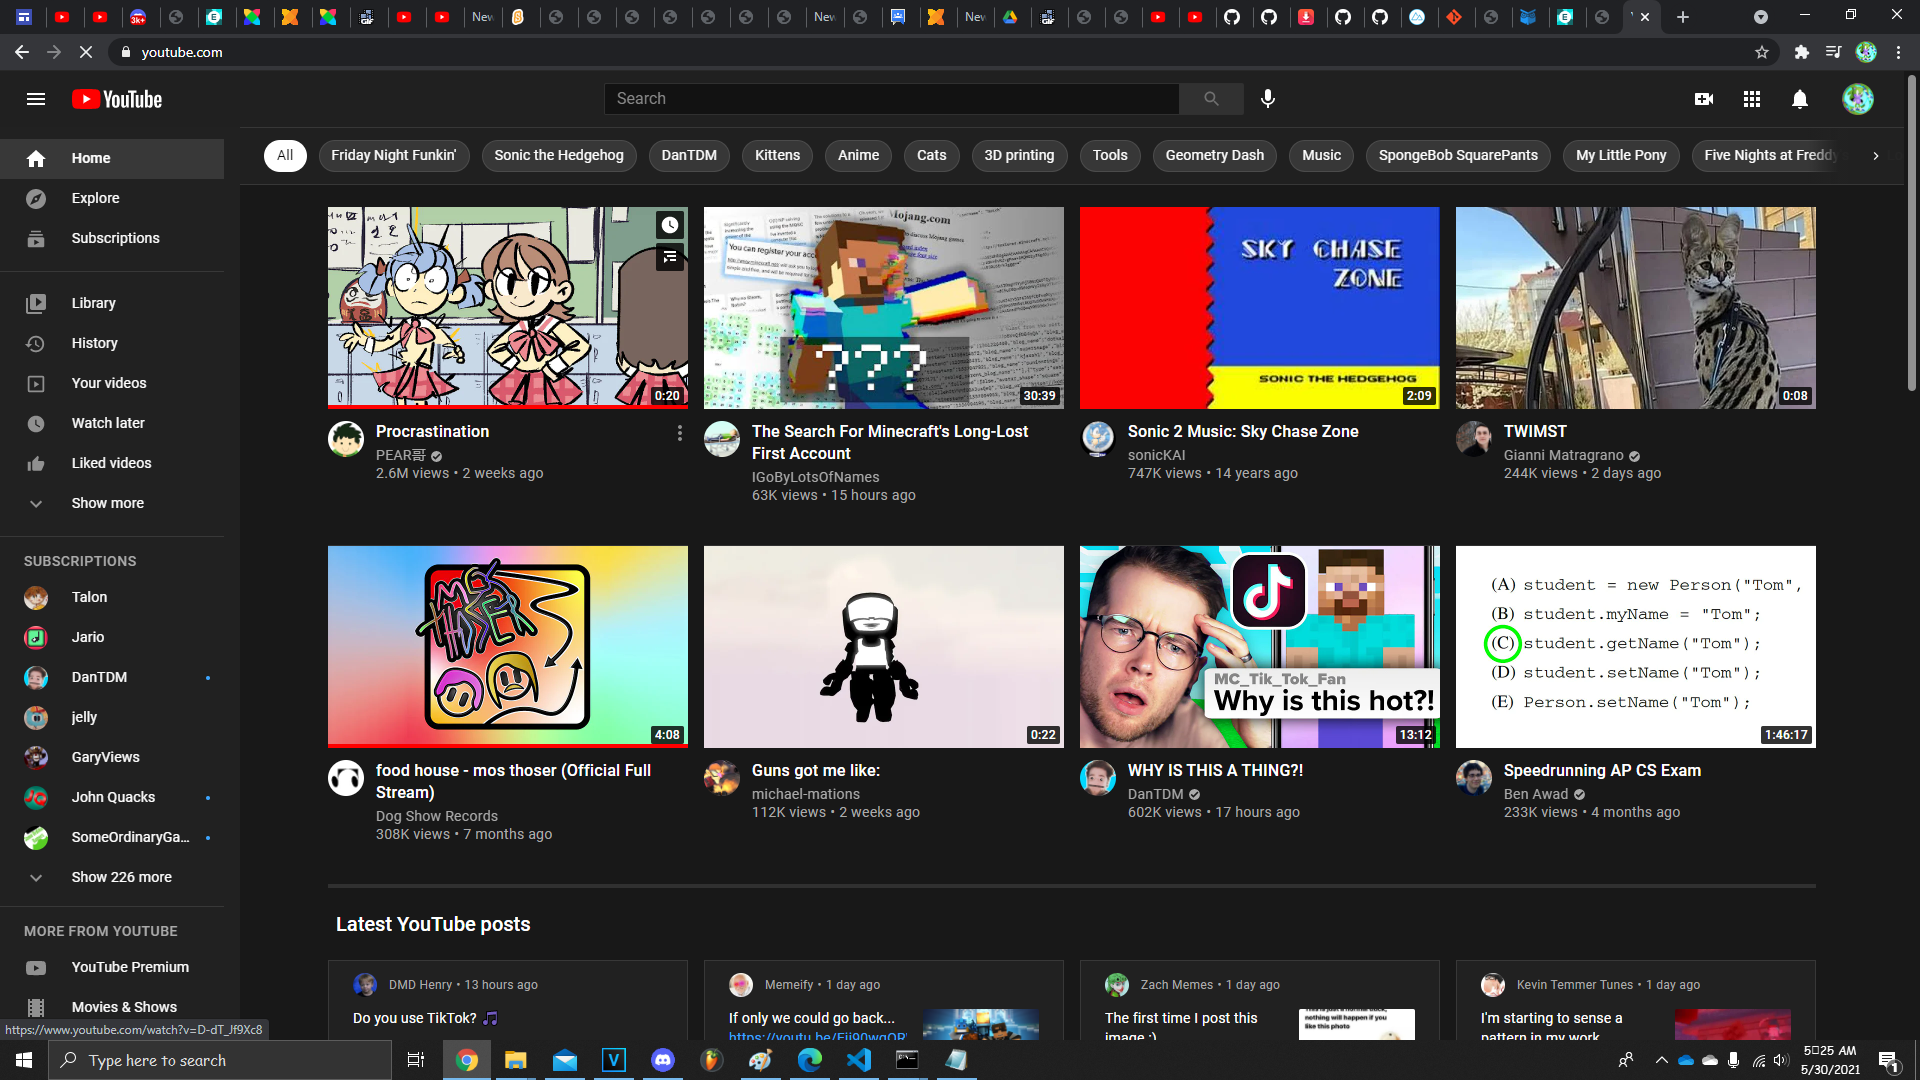 3k+
New
New
New
youtube.com
YouTube
Search
All
Friday Night Funkin'
Sonic the Hedgehog
DanTDM
Kittens
Anime
Cats
3D printing
Tools
Geometry Dash
Music
SpongeBob SquarePants
My Little Pony
Five Nights at Freddy
Home
Explore
Subscriptions
Library
History
Your videos
Watch later
Liked videos
Show more
SUBSCRIPTIONS
Talon
Jario
DanTDM
jelly
GaryViews
John Quacks
SomeOrdinaryGa...
Show 226 more
MORE FROM YOUTUBE
YouTube Premium
Movies & Shows
https://www.youtube.com/watch?v=D-dT_Jf9Xc8
0:20
Procrastination
PEAR哥
2.6M views • 2 weeks ago
Mojang.com
You can register your acc
???
30:39
The Search For Minecraft's Long-Lost
First Account
IGoByLotsOfNames
63K views • 15 hours ago
SKY CHASE
ZONE
SONIC THE HEDGEHOG
2:09
Sonic 2 Music: Sky Chase Zone
sonicKAI
747K views • 14 years ago
0:08
TWIMST
Gianni Matragrano
244K views • 2 days ago
MOS
THOSER
4:08
food house - mos thoser (Official Full
Stream)
Dog Show Records
308K views • 7 months ago
0:22
Guns got me like:
michael-mations
112K views • 2 weeks ago
MC_Tik_Tok_Fan
Why is this hot?!
13:12
WHY IS THIS A THING?!
DanTDM
602K views • 17 hours ago
(A) student = new Person("Tom",
(B) student.myName = "Tom";
(C) student.getName("Tom");
(D) student.setName("Tom");
(E) Person.setName("Tom");
1:46:17
Speedrunning AP CS Exam
Ben Awad
233K views • 4 months ago
Latest YouTube posts
DMD Henry • 13 hours ago
Do you use TikTok? 🎵
Memeify • 1 day ago
If only we could go back...
Zach Memes • 1 day ago
The first time I post this
image :)
nothing will happen if you
like this photo
Kevin Temmer Tunes • 1 day ago
I'm starting to sense a
pattern in my work
Type here to search
5:25 AM
5/30/2021
1